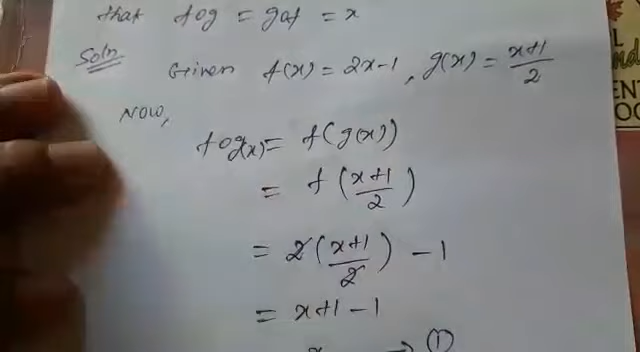 that fog = gof = x
Soln Given f(x) = 2x-1, g(x) = x+1/2
Now,
fog(x) = f(g(x))
= f(x+1/2)
= 2(x+1/2) - 1
= x+1-1
x → ①